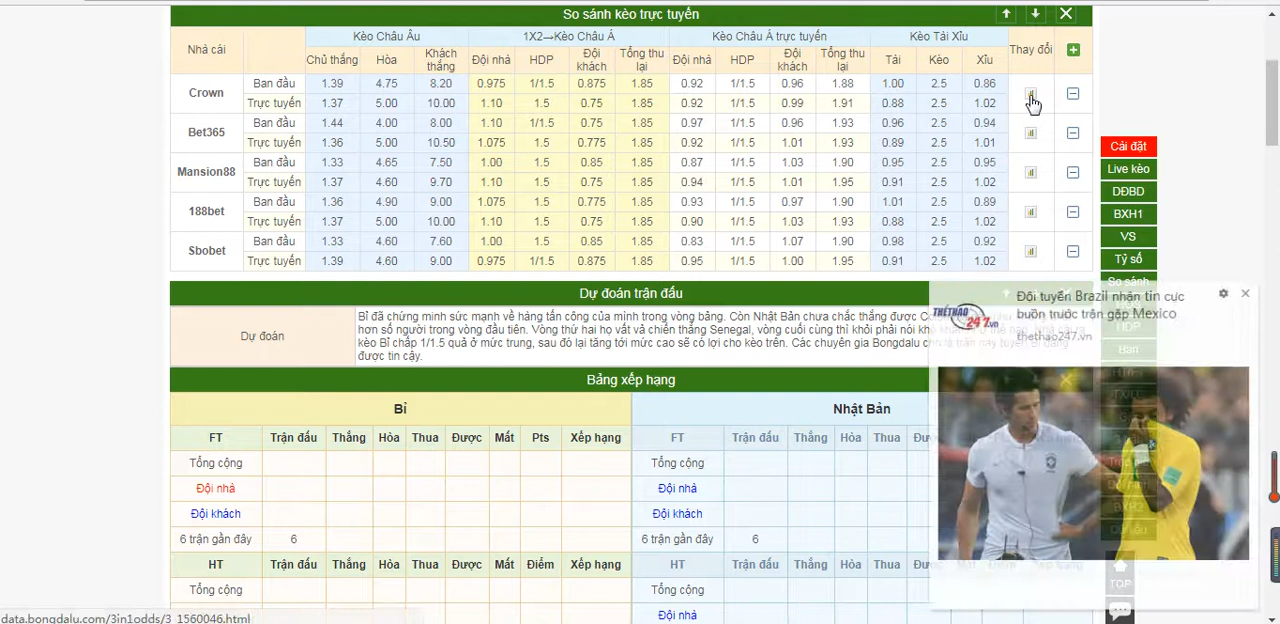 So sánh kèo trực tuyến
Nhà cái Kèo Châu Âu 1X2→Kèo Châu Á Kèo Châu Á trực tuyến Kèo Tài Xỉu Thay đổi
Chủ thắng Hòa Khách thắng Đội nhà HDP Đội khách Tổng thu lại Đội nhà HDP Đội khách Tổng thu lại Tài Kèo Xỉu
Crown Ban đầu 1.39 4.75 8.20 0.975 1/1.5 0.875 1.85 0.92 1/1.5 0.96 1.88 1.00 2.5 0.86
Trực tuyến 1.37 5.00 10.00 1.10 1.5 0.75 1.85 0.92 1/1.5 0.99 1.91 0.88 2.5 1.02
Bet365 Ban đầu 1.44 4.00 8.00 1.10 1/1.5 0.75 1.85 0.97 1/1.5 0.96 1.93 0.96 2.5 0.94
Trực tuyến 1.36 5.00 10.50 1.075 1.5 0.775 1.85 0.92 1/1.5 1.01 1.93 0.89 2.5 1.01
Mansion88 Ban đầu 1.33 4.60 7.50 1.00 1.5 0.85 1.85 0.87 1/1.5 1.03 1.90 0.95 2.5 0.95
Trực tuyến 1.37 4.60 9.70 1.10 1.5 0.75 1.85 0.94 1/1.5 1.01 1.95 0.91 2.5 1.02
188bet Ban đầu 1.36 4.90 9.00 1.075 1.5 0.775 1.85 0.93 1/1.5 0.97 1.90 1.01 2.5 0.89
Trực tuyến 1.37 5.00 10.00 1.10 1.5 0.75 1.85 0.90 1/1.5 1.03 1.93 0.88 2.5 1.02
Sbobet Ban đầu 1.33 4.60 7.60 1.00 1.5 0.85 1.85 0.83 1/1.5 1.07 1.90 0.98 2.5 0.92
Trực tuyến 1.39 4.60 9.00 0.975 1.5 0.875 1.85 0.95 1/1.5 1.00 1.95 0.91 2.5 1.02
Cài đặt
Live kèo
DĐBD
BXH1
VS
Tỷ số
So sánh
Dự đoán trận đấu
Dự đoán
Bỉ đã chứng minh sức mạnh về hàng tấn công của mình trong vòng bảng. Còn Nhật Bản chưa chắc thắng được
hơn số người trong vòng đầu tiên. Vòng thứ hai họ vất vả chiến thắng Senegal, vòng cuối cùng thì khỏi phải nói
Bỉ chấp 1/1.5 quả ở mức trung, sau đó lại tăng tới mức cao sẽ có lợi cho kèo trên. Các chuyên gia Bongdalu
được tin cậy.
THỂTHAO 247.vn
Đội tuyển Brazil nhận tin cực
buồn trước trận gặp Mexico
thethao247.vn
Bảng xếp hạng
Bỉ Nhật Bản
FT Trận đấu Thắng Hòa Thua Được Mất Pts Xếp hạng FT Trận đấu Thắng Hòa Thua Được
Tổng cộng Tổng cộng
Đội nhà Đội nhà
Đội khách Đội khách
6 trận gần đây 6 6 trận gần đây 6
HT Trận đấu Thắng Hòa Thua Được Mất Điểm Xếp hạng HT Trận đấu Thắng Hòa Thua Được Mất Điểm Xếp hạng
Tổng cộng Tổng cộng
Đội nhà
TOP
data.bongdalu.com/3in1odds/3_1560046.html